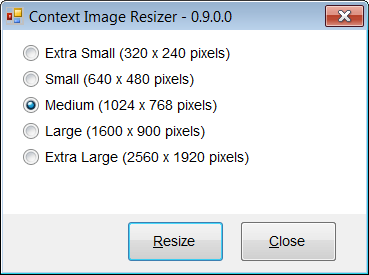 Context Image Resizer - 0.9.0.0
Extra Small (320 x 240 pixels)
Small (640 x 480 pixels)
Medium (1024 x 768 pixels)
Large (1600 x 900 pixels)
Extra Large (2560 x 1920 pixels)
Resize Close